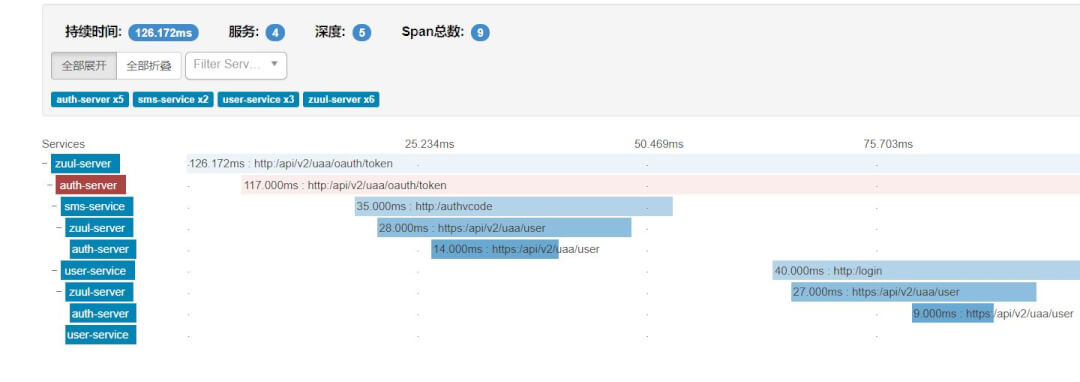 持续时间: 126.172ms 服务: 4 深度: 5 Span总数: 9
全部展开 全部折叠 Filter Serv...
auth-server x5 sms-service x2 user-service x3 zuul-server x6
Services 25.234ms 50.469ms 75.703ms
zuul-server 126.172ms : http:/api/v2/uaa/oauth/token
auth-server 117.000ms : http:/api/v2/uaa/oauth/token
sms-service 35.000ms : http:/authvcode
zuul-server 28.000ms : https:/api/v2/uaa/user
auth-server 14.000ms : https:/api/v2/uaa/user
user-service 40.000ms : http:/login
zuul-server 27.000ms : https:/api/v2/uaa/user
auth-server 9.000ms : https:/api/v2/uaa/user
user-service